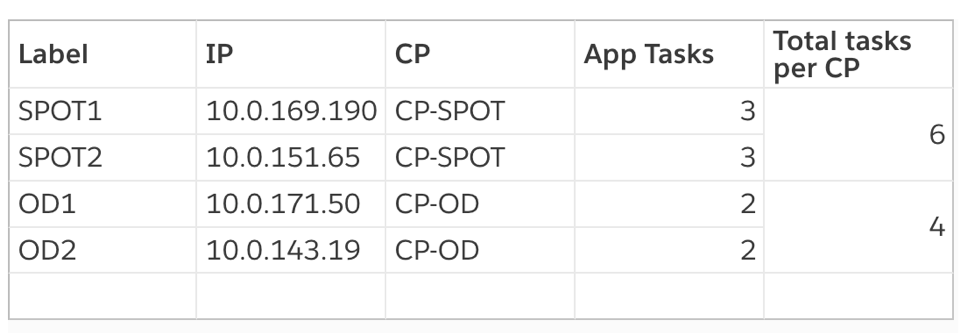 Label IP CP App Tasks Total tasks per CP
SPOT1 10.0.169.190 CP-SPOT 3 6
SPOT2 10.0.151.65 CP-SPOT 3
OD1 10.0.171.50 CP-OD 2 4
OD2 10.0.143.19 CP-OD 2